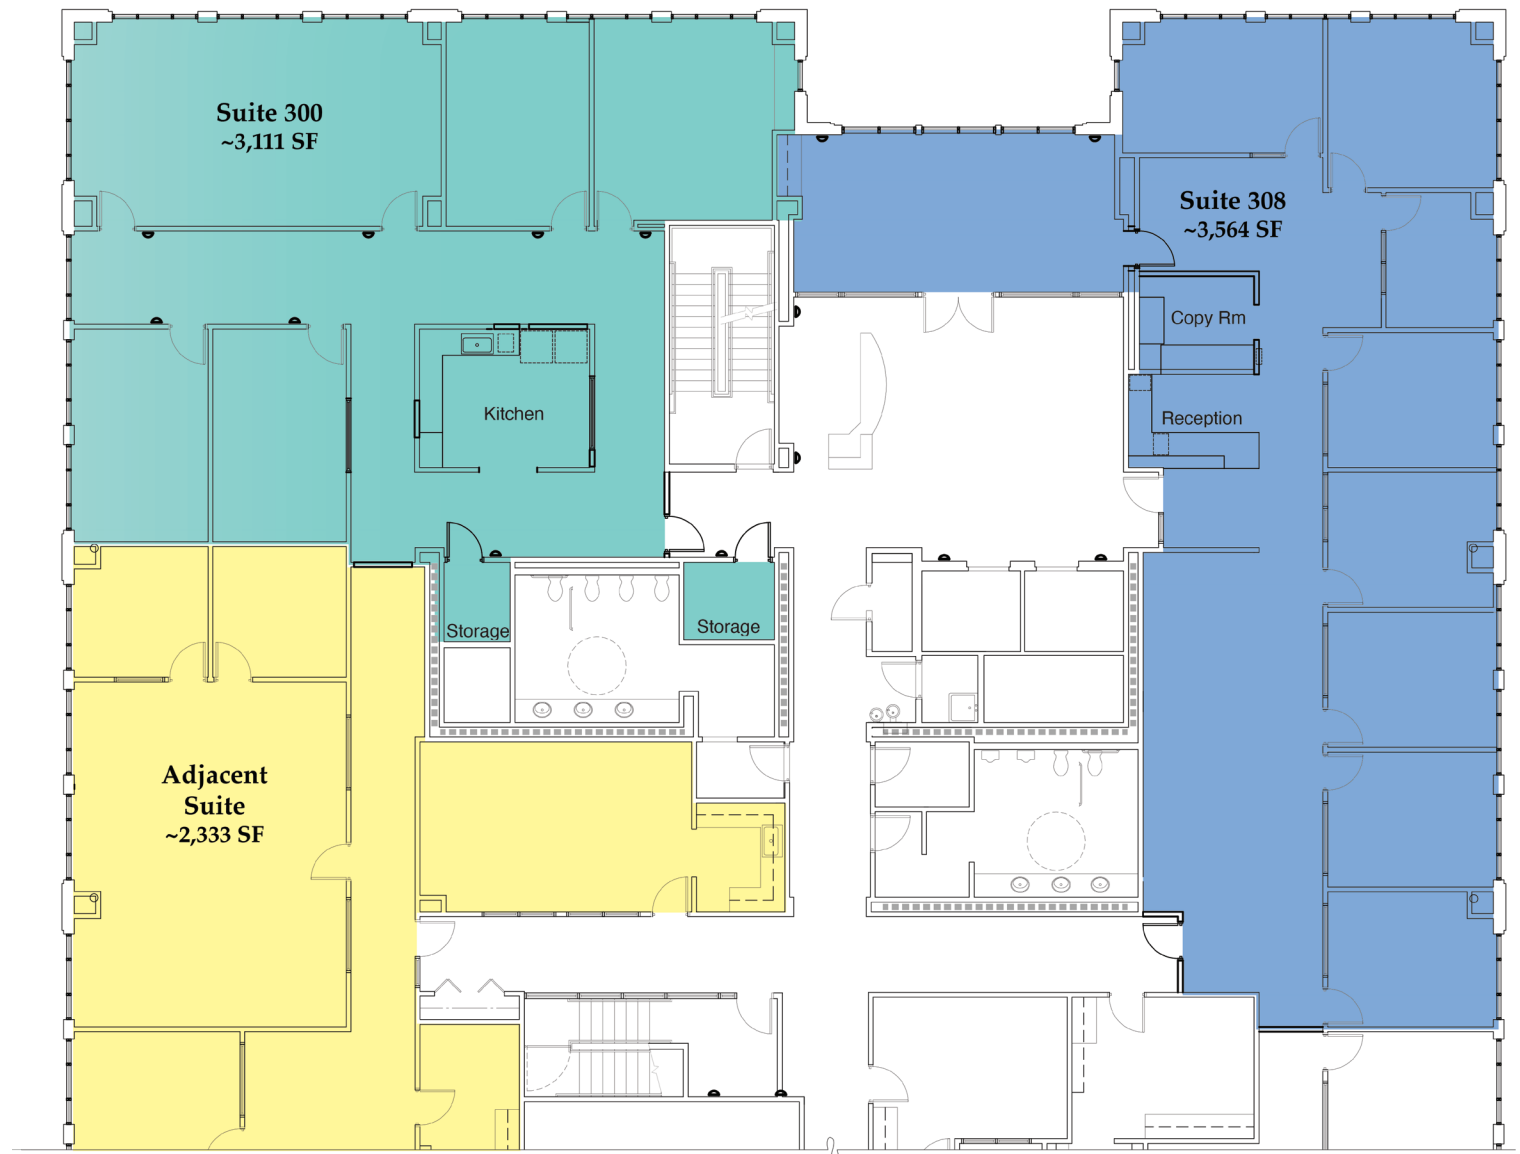 Suite 300
~3,111 SF
Suite 308
~3,564 SF
Copy Rm
Kitchen
Reception
Storage
Storage
Adjacent
Suite
~2,333 SF